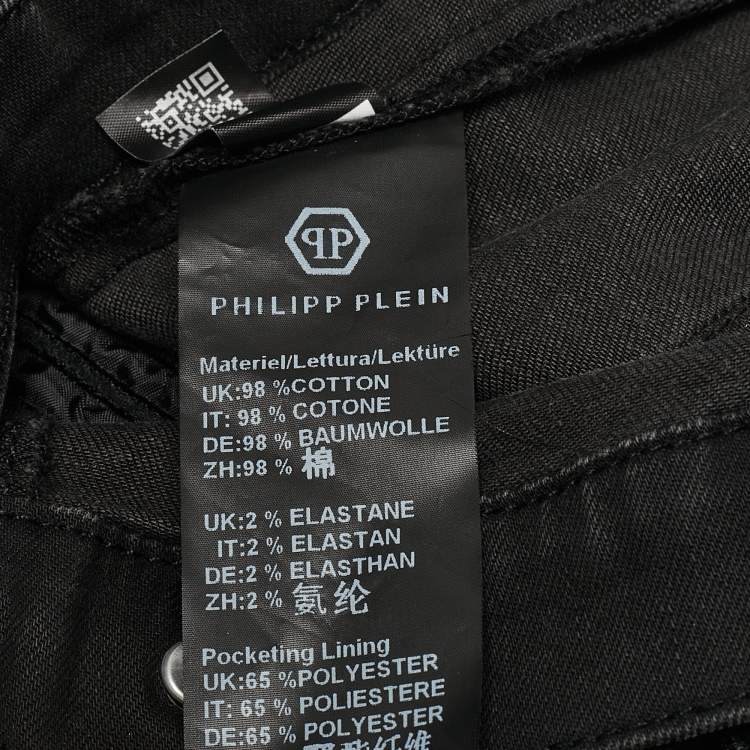 PHILIPP PLEIN
Materiel/Lettura/Lektüre
UK:98 %COTTON
IT: 98 % COTONE
DE:98 % BAUMWOLLE
ZH:98 % 棉
UK:2 % ELASTANE
IT:2 % ELASTAN
DE:2 % ELASTHAN
ZH:2% 氨纶
Pocketing Lining
UK:65 %POLYESTER
IT: 65 % POLIESTERE
DE:65 % POLYESTER